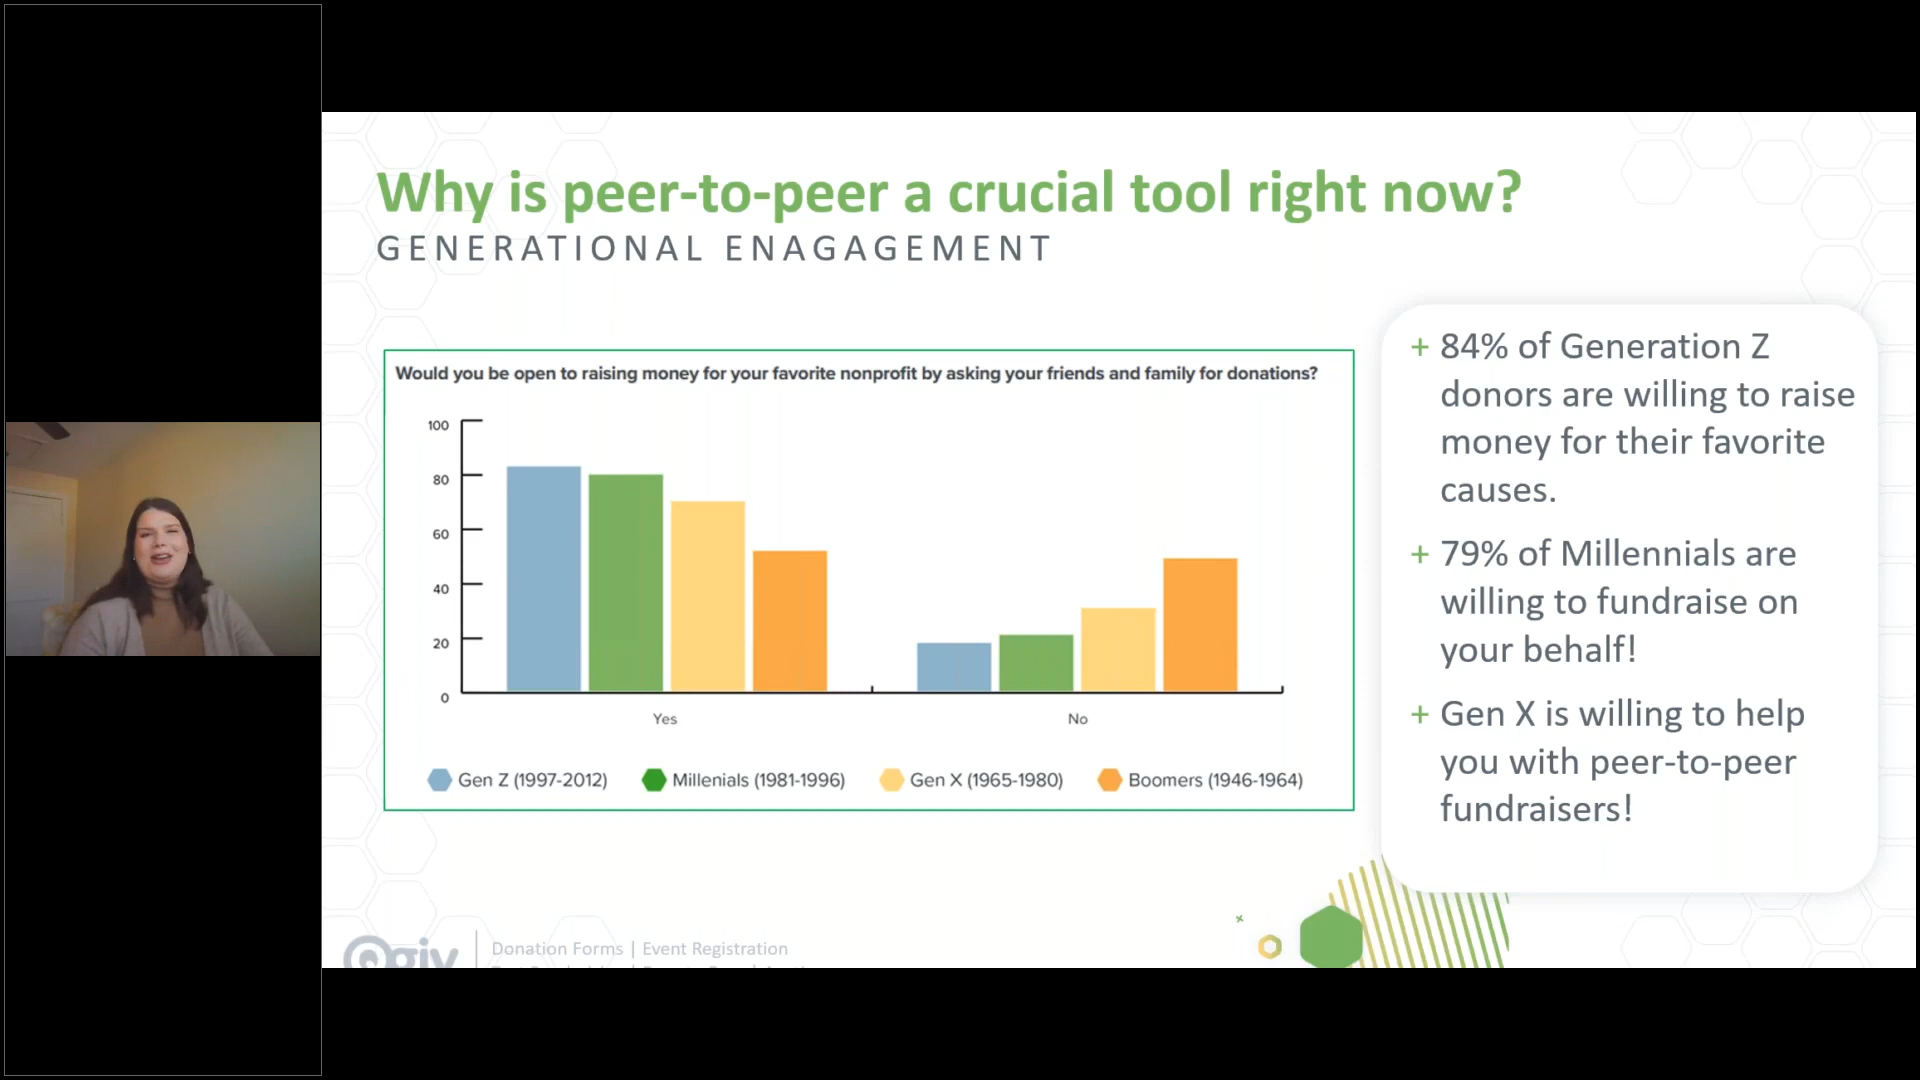 Why is peer-to-peer a crucial tool right now?
GENERATIONAL ENAGAGEMENT
Would you be open to raising money for your favorite nonprofit by asking your friends and family for donations?
100
80
60
40
20
0
Yes No
Gen Z (1997-2012) Millenials (1981-1996) Gen X (1965-1980) Boomers (1946-1964)
+ 84% of Generation Z
donors are willing to raise
money for their favorite
causes.
+ 79% of Millennials are
willing to fundraise on
your behalf!
+ Gen X is willing to help
you with peer-to-peer
fundraisers!
Qgiv
Donation Forms | Event Registration